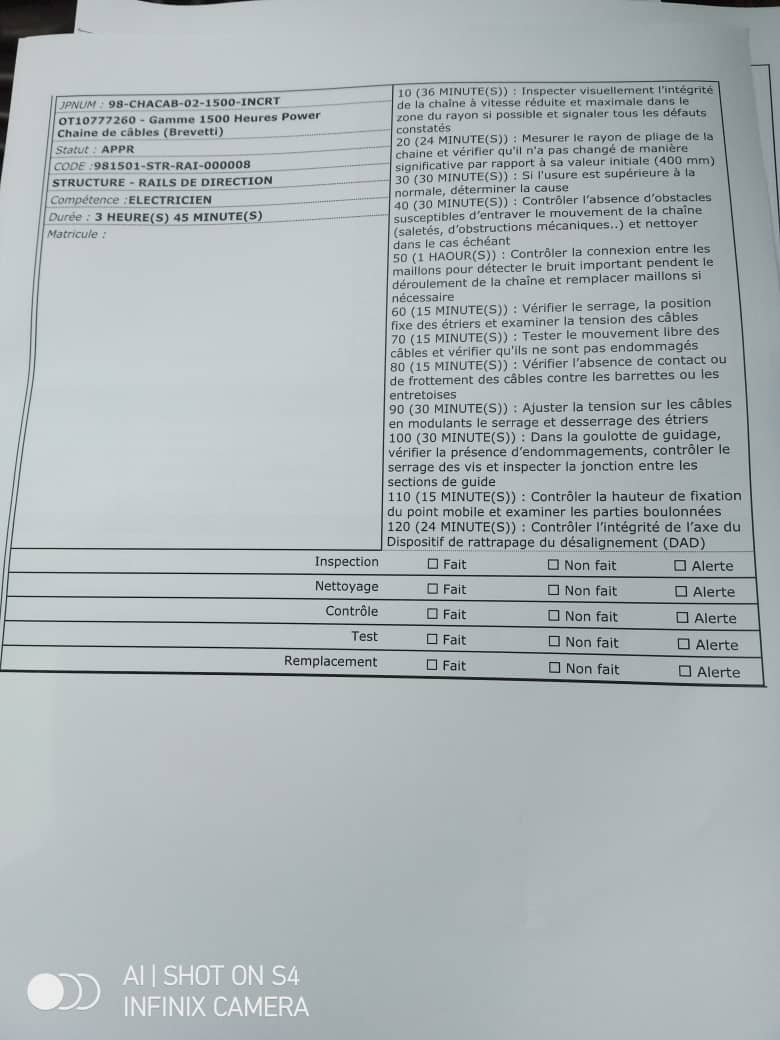 JPNUM : 98-CHACAB-02-1500-INCRT
OT10777260 - Gamme 1500 Heures Power
Chaine de câbles (Brevetti)
Statut : APPR
CODE :981501-STR-RAI-000008
STRUCTURE - RAILS DE DIRECTION
Compétence :ELECTRICIEN
Durée : 3 HEURE(S) 45 MINUTE(S)
Matricule :
10 (36 MINUTE(S)) : Inspecter visuellement l'intégrité
de la chaîne à vitesse réduite et maximale dans le
zone du rayon si possible et signaler tous les défauts
constatés
20 (24 MINUTE(S)) : Mesurer le rayon de pliage de la
chaine et vérifier qu'il n'a pas changé de manière
significative par rapport à sa valeur initiale (400 mm)
30 (30 MINUTE(S)) : Si l'usure est supérieure à la
normale, déterminer la cause
40 (30 MINUTE(S)) : Contrôler l'absence d'obstacles
susceptibles d'entraver le mouvement de la chaîne
(saletés, d'obstructions mécaniques..) et nettoyer
dans le cas échéant
50 (1 HAOUR(S)) : Contrôler la connexion entre les
maillons pour détecter le bruit important pendent le
déroulement de la chaîne et remplacer maillons si
nécessaire
60 (15 MINUTE(S)) : Vérifier le serrage, la position
fixe des étriers et examiner la tension des câbles
70 (15 MINUTE(S)) : Tester le mouvement libre des
câbles et vérifier qu'ils ne sont pas endommagés
80 (15 MINUTE(S)) : Vérifier l'absence de contact ou
de frottement des câbles contre les barrettes ou les
entretoises
90 (30 MINUTE(S)) : Ajuster la tension sur les câbles
en modulants le serrage et desserrage des étriers
100 (30 MINUTE(S)) : Dans la goulotte de guidage,
vérifier la présence d'endommagements, contrôler le
serrage des vis et inspecter la jonction entre les
sections de guide
110 (15 MINUTE(S)) : Contrôler la hauteur de fixation
du point mobile et examiner les parties boulonnées
120 (24 MINUTE(S)) : Contrôler l'intégrité de l'axe du
Dispositif de rattrapage du désalignement (DAD)
Inspection ☐ Fait ☐ Non fait ☐ Alerte
Nettoyage ☐ Fait ☐ Non fait ☐ Alerte
Contrôle ☐ Fait ☐ Non fait ☐ Alerte
Test ☐ Fait ☐ Non fait ☐ Alerte
Remplacement ☐ Fait ☐ Non fait ☐ Alerte
AI | SHOT ON S4
INFINIX CAMERA